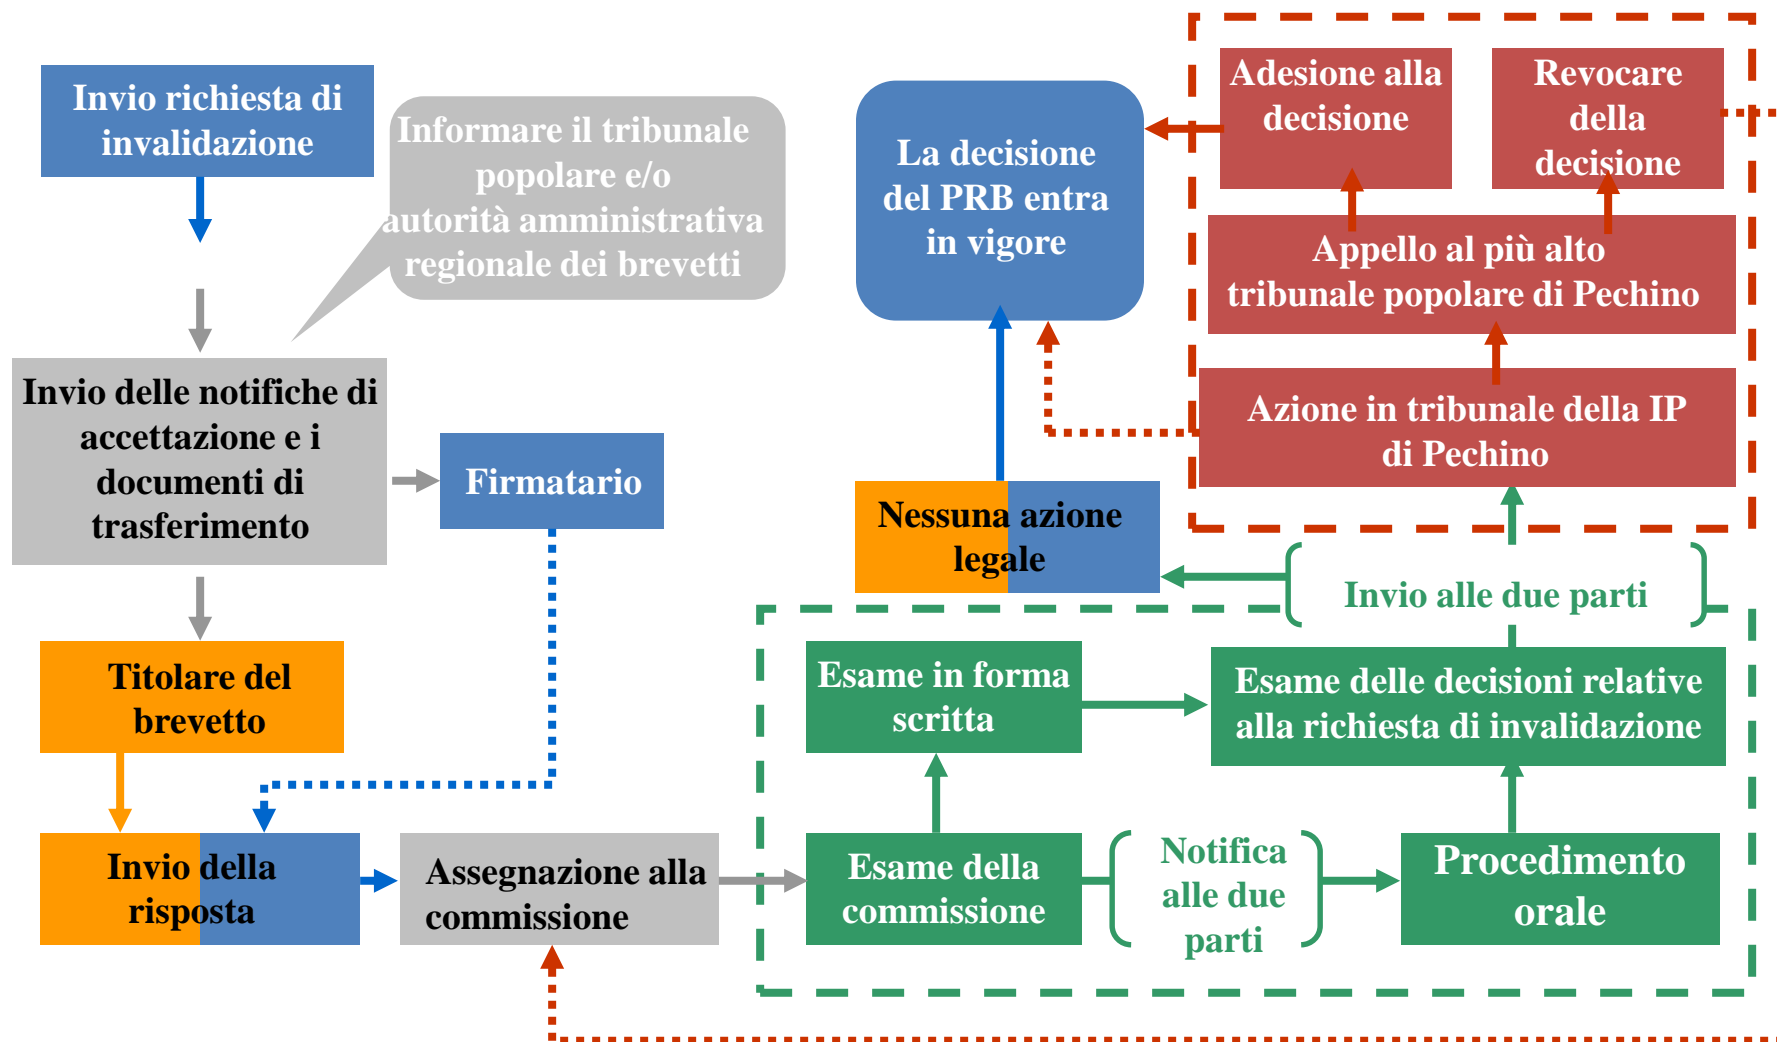 Invio richiesta di
invalidazione
Informare il tribunale
popolare e/o
autorità amministrativa
regionale dei brevetti
Invio delle notifiche di
accettazione e i
documenti di
trasferimento
Firmatario
Titolare del
brevetto
Invio della
risposta
Assegnazione alla
commissione
Esame della
commissione
Notifica
alle due
parti
Procedimento
orale
Esame in forma
scritta
Esame delle decisioni relative
alla richiesta di invalidazione
Invio alle due parti
Nessuna azione
legale
La decisione
del PRB entra
in vigore
Azione in tribunale della IP
di Pechino
Appello al più alto
tribunale popolare di Pechino
Adesione alla
decisione
Revocare
della
decisione